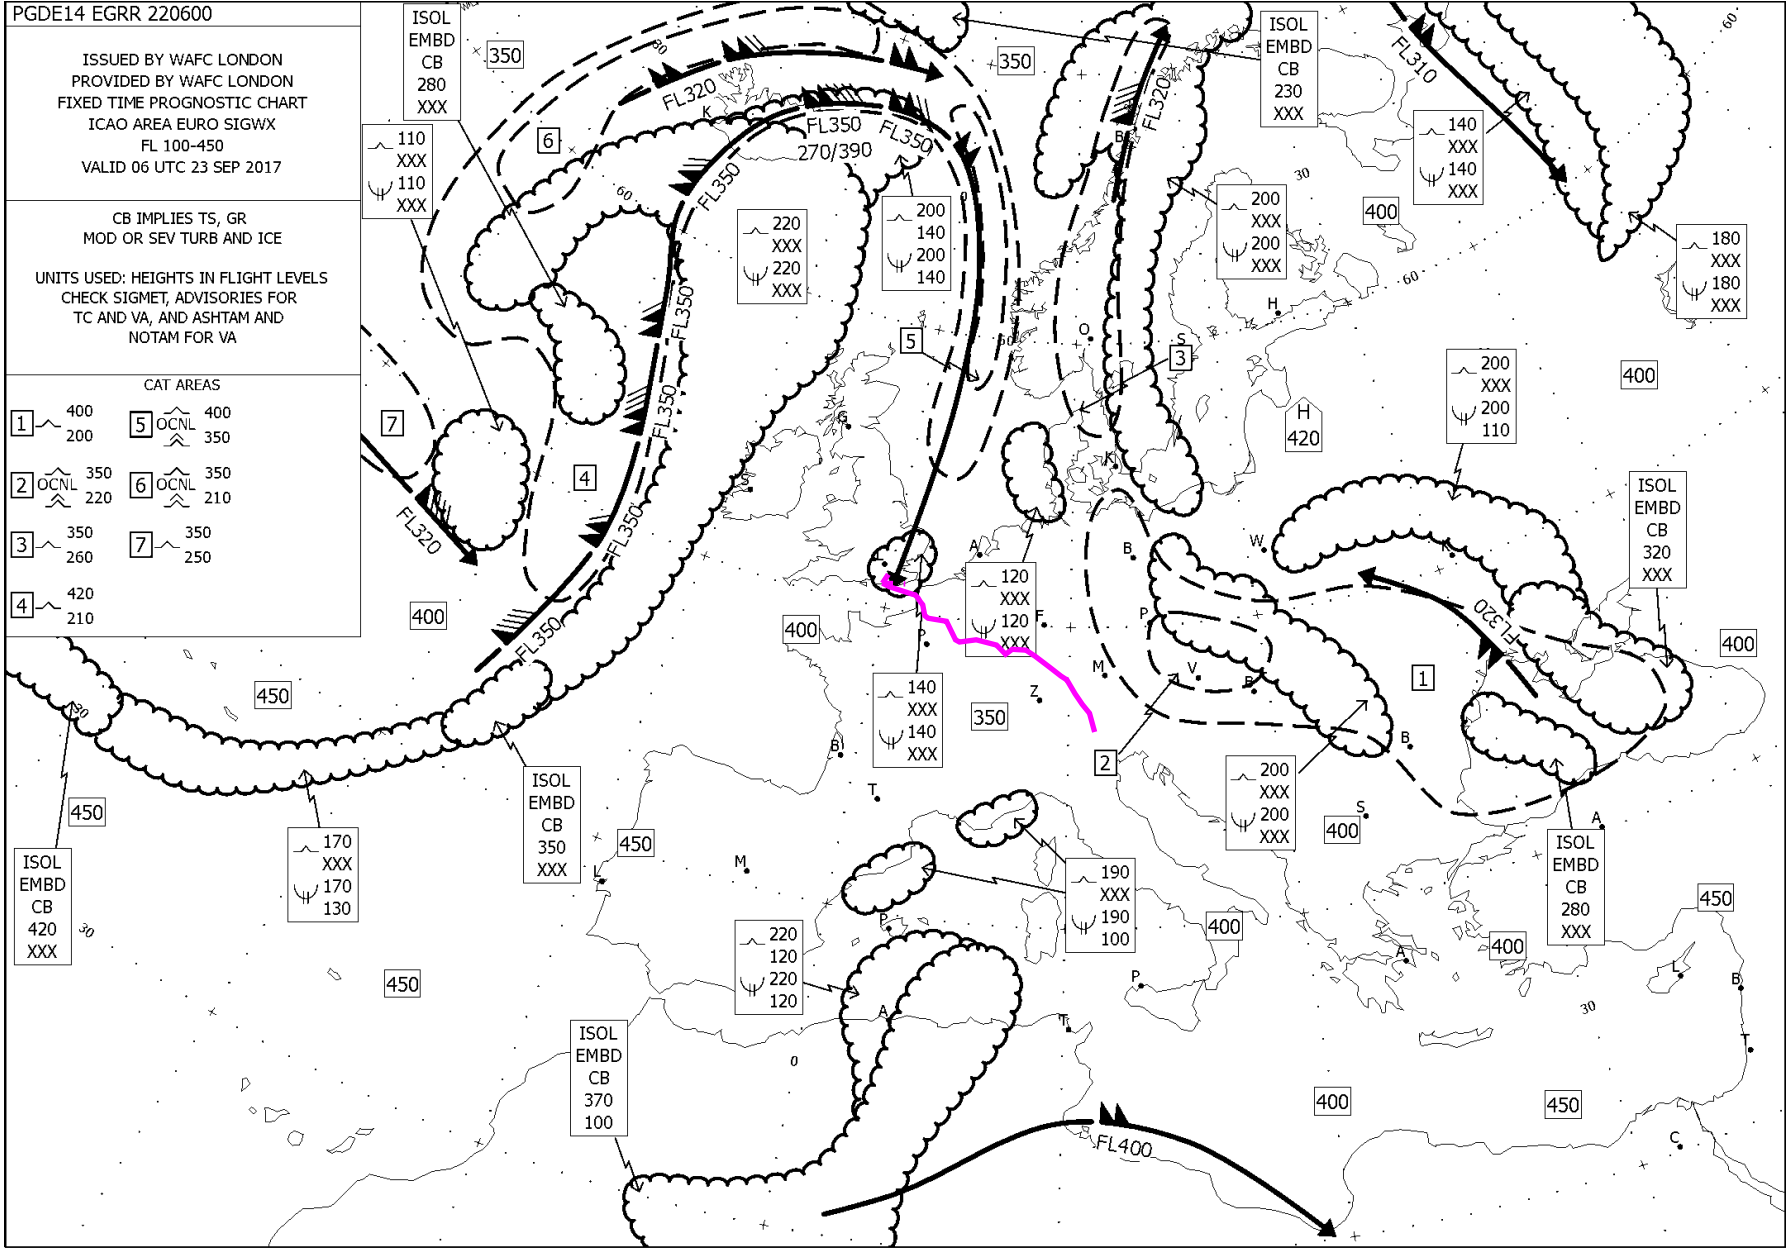 PGDE14 EGRR 220600
ISSUED BY WAFC LONDON
PROVIDED BY WAFC LONDON
FIXED TIME PROGNOSTIC CHART
ICAO AREA EURO SIGWX
FL 100-450
VALID 06 UTC 23 SEP 2017
CB IMPLIES TS, GR
MOD OR SEV TURB AND ICE
UNITS USED: HEIGHTS IN FLIGHT LEVELS
CHECK SIGMET, ADVISORIES FOR
TC AND VA, AND ASHTAM AND
NOTAM FOR VA
CAT AREAS
1 400
200
5 OCNL 400
350
2 OCNL 350
220
6 OCNL 350
210
3 350
260
7 350
250
4 420
210
ISOL
EMBD
CB
280
XXX
350
110
XXX
110
XXX
6
30
60
FL320
K
FL350
270/390
FL350
FL350
350
ISOL
EMBD
CB
230
XXX
FL320
B
FL310
60
140
XXX
140
XXX
400
30
200
XXX
200
XXX
180
XXX
180
XXX
220
XXX
220
XXX
200
140
200
140
60
H
O
S
3
5
60
FL350
FL350
FL350
7
4
FL320
G
S
K
H
420
400
200
XXX
200
110
ISOL
EMBD
CB
320
XXX
W
K
B
A
400
FL350
400
120
XXX
120
XXX
F
P
P
M
V
B
Z
350
1
FL320
400
2
140
XXX
140
XXX
450
30
450
ISOL
EMBD
CB
420
XXX
30
170
XXX
170
130
ISOL
EMBD
CB
350
XXX
450
L
M
B
T
200
XXX
200
XXX
B
S
400
A
ISOL
EMBD
CB
280
XXX
190
XXX
190
100
P
220
120
220
120
400
400
A
450
L
B
T
30
450
P
T
A
0
ISOL
EMBD
CB
370
100
FL400
400
450
C